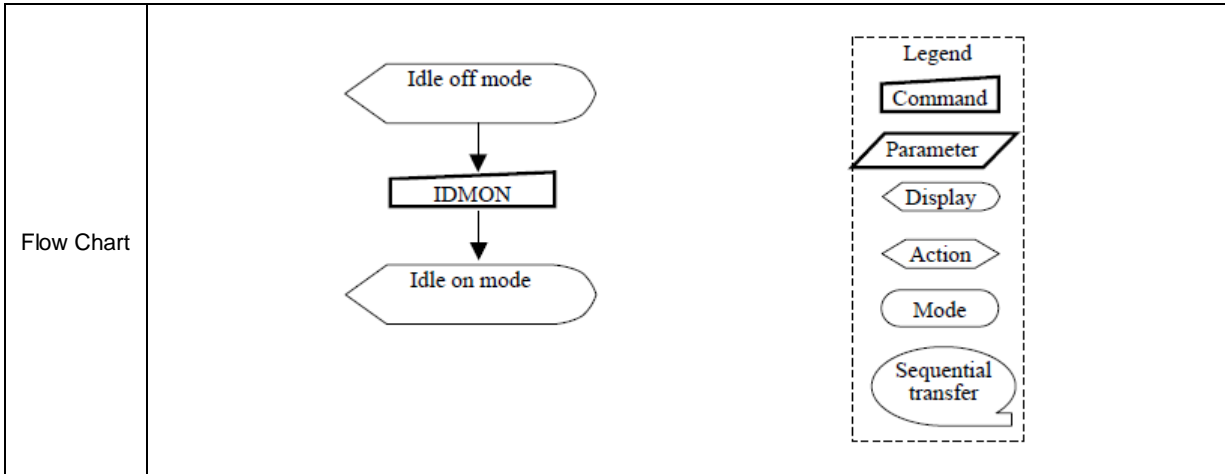 Flow Chart
Idle off mode
IDMON
Idle on mode
Legend
Command
Parameter
Display
Action
Mode
Sequential
transfer